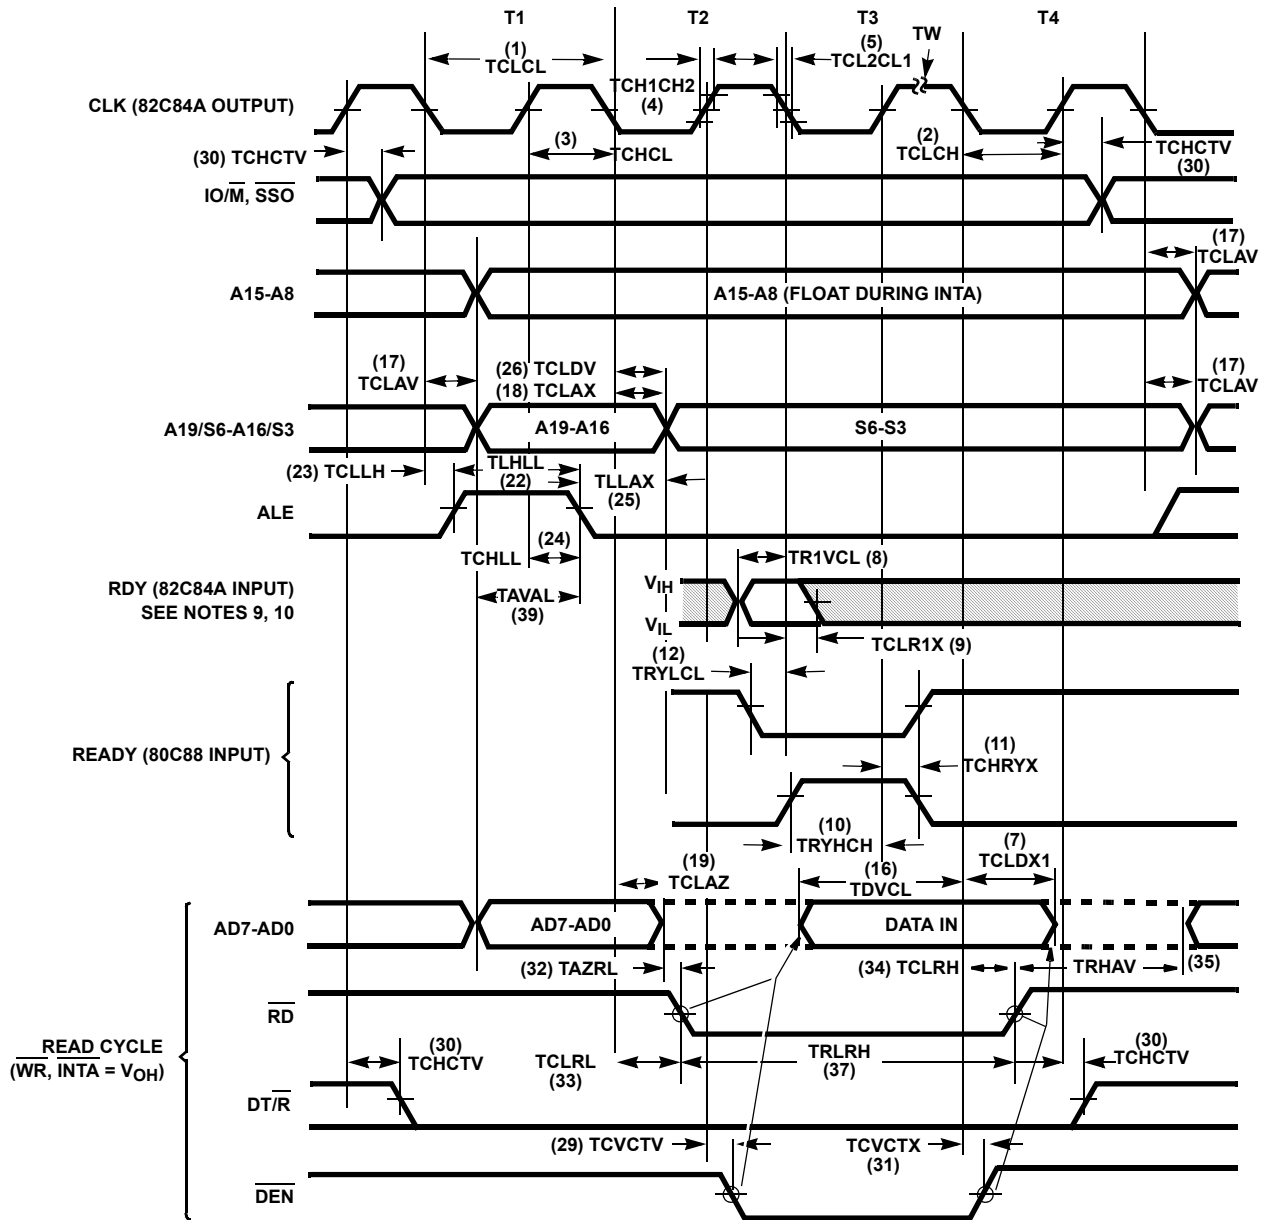 T1 T2 T3 T4
(1)
TCLCL
TCH1CH2
(4)
(5)
TCL2CL1
TW
CLK (82C84A OUTPUT)
(30) TCHCTV
(3)
TCHCL
(2)
TCLCH
TCHCTV
(30)
IO/M̅, S̅S̅O̅
(17)
TCLAV
A15-A8
A15-A8 (FLOAT DURING INTA)
(17)
TCLAV
(26) TCLDV
(18) TCLAX
(17)
TCLAV
A19/S6-A16/S3
A19-A16
S6-S3
(23) TCLLH
TLHLL
(22)
TLLAX
(25)
ALE
TCHLL
(24)
TR1VCL (8)
RDY (82C84A INPUT)
SEE NOTES 9, 10
TAVAL
(39)
VIH
VIL
TCLR1X (9)
(12)
TRYLCL
READY (80C88 INPUT)
(11)
TCHRYX
(10)
TRYHCH
(7)
TCLDX1
(19)
TCLAZ
(16)
TDVCL
AD7-AD0
AD7-AD0
DATA IN
(32) TAZRL
(34) TCLRH
TRHAV
(35)
R̅D̅
READ CYCLE
(W̅R̅, I̅N̅T̅A̅ = VOH)
(30)
TCHCTV
TCLRL
(33)
TRLRH
(37)
(30)
TCHCTV
DT/R̅
(29) TCVCTV
TCVCTX
(31)
D̅E̅N̅